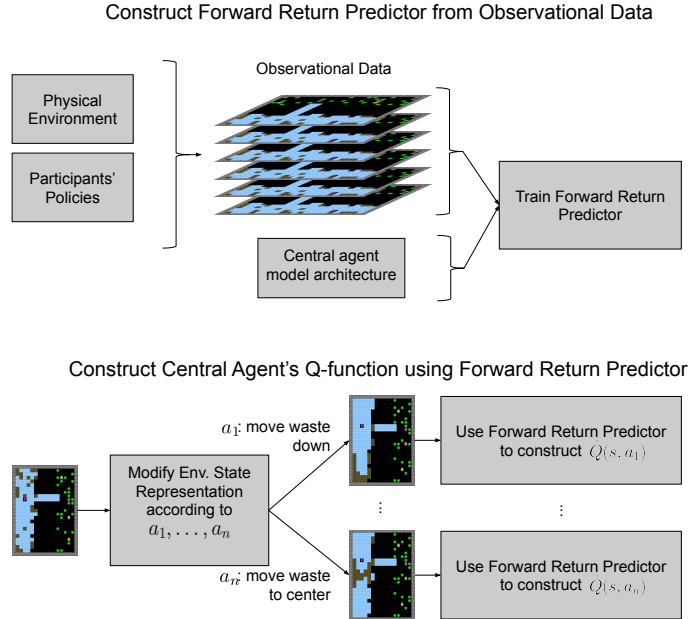 Construct Forward Return Predictor from Observational Data
Observational Data
Physical
Environment
Participants'
Policies
Train Forward Return
Predictor
Central agent
model architecture
Construct Central Agent's Q-function using Forward Return Predictor
a₁: move waste
down
Use Forward Return Predictor
to construct Q(s, a₁)
Modify Env. State
Representation
according to
a₁, . . . , aₙ
⋮
⋮
aₙ: move waste
to center
Use Forward Return Predictor
to construct Q(s, aₙ)